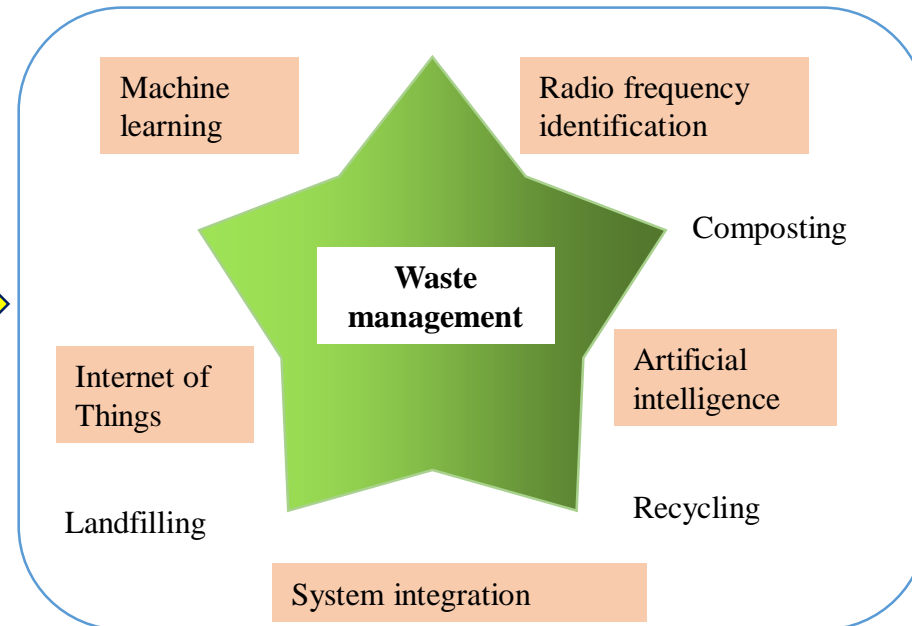 Machine
learning
Radio frequency
identification
Composting
Waste
management
Internet of
Things
Artificial
intelligence
Landfilling
Recycling
System integration